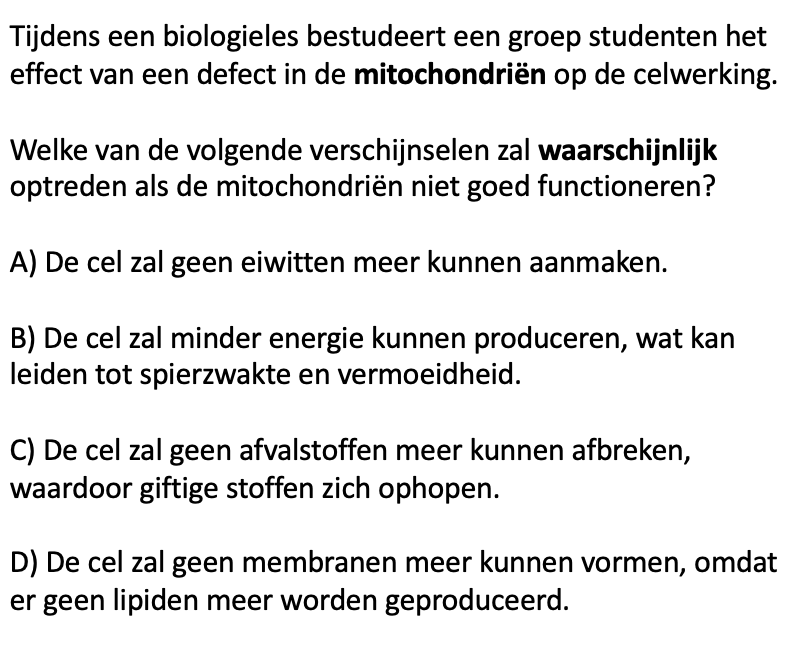 Tijdens een biologieles bestudeert een groep studenten het
effect van een defect in de mitochondriën op de celwerking.
Welke van de volgende verschijnselen zal waarschijnlijk
optreden als de mitochondriën niet goed functioneren?
A) De cel zal geen eiwitten meer kunnen aanmaken.
B) De cel zal minder energie kunnen produceren, wat kan
leiden tot spierzwakte en vermoeidheid.
C) De cel zal geen afvalstoffen meer kunnen afbreken,
waardoor giftige stoffen zich ophopen.
D) De cel zal geen membranen meer kunnen vormen, omdat
er geen lipiden meer worden geproduceerd.